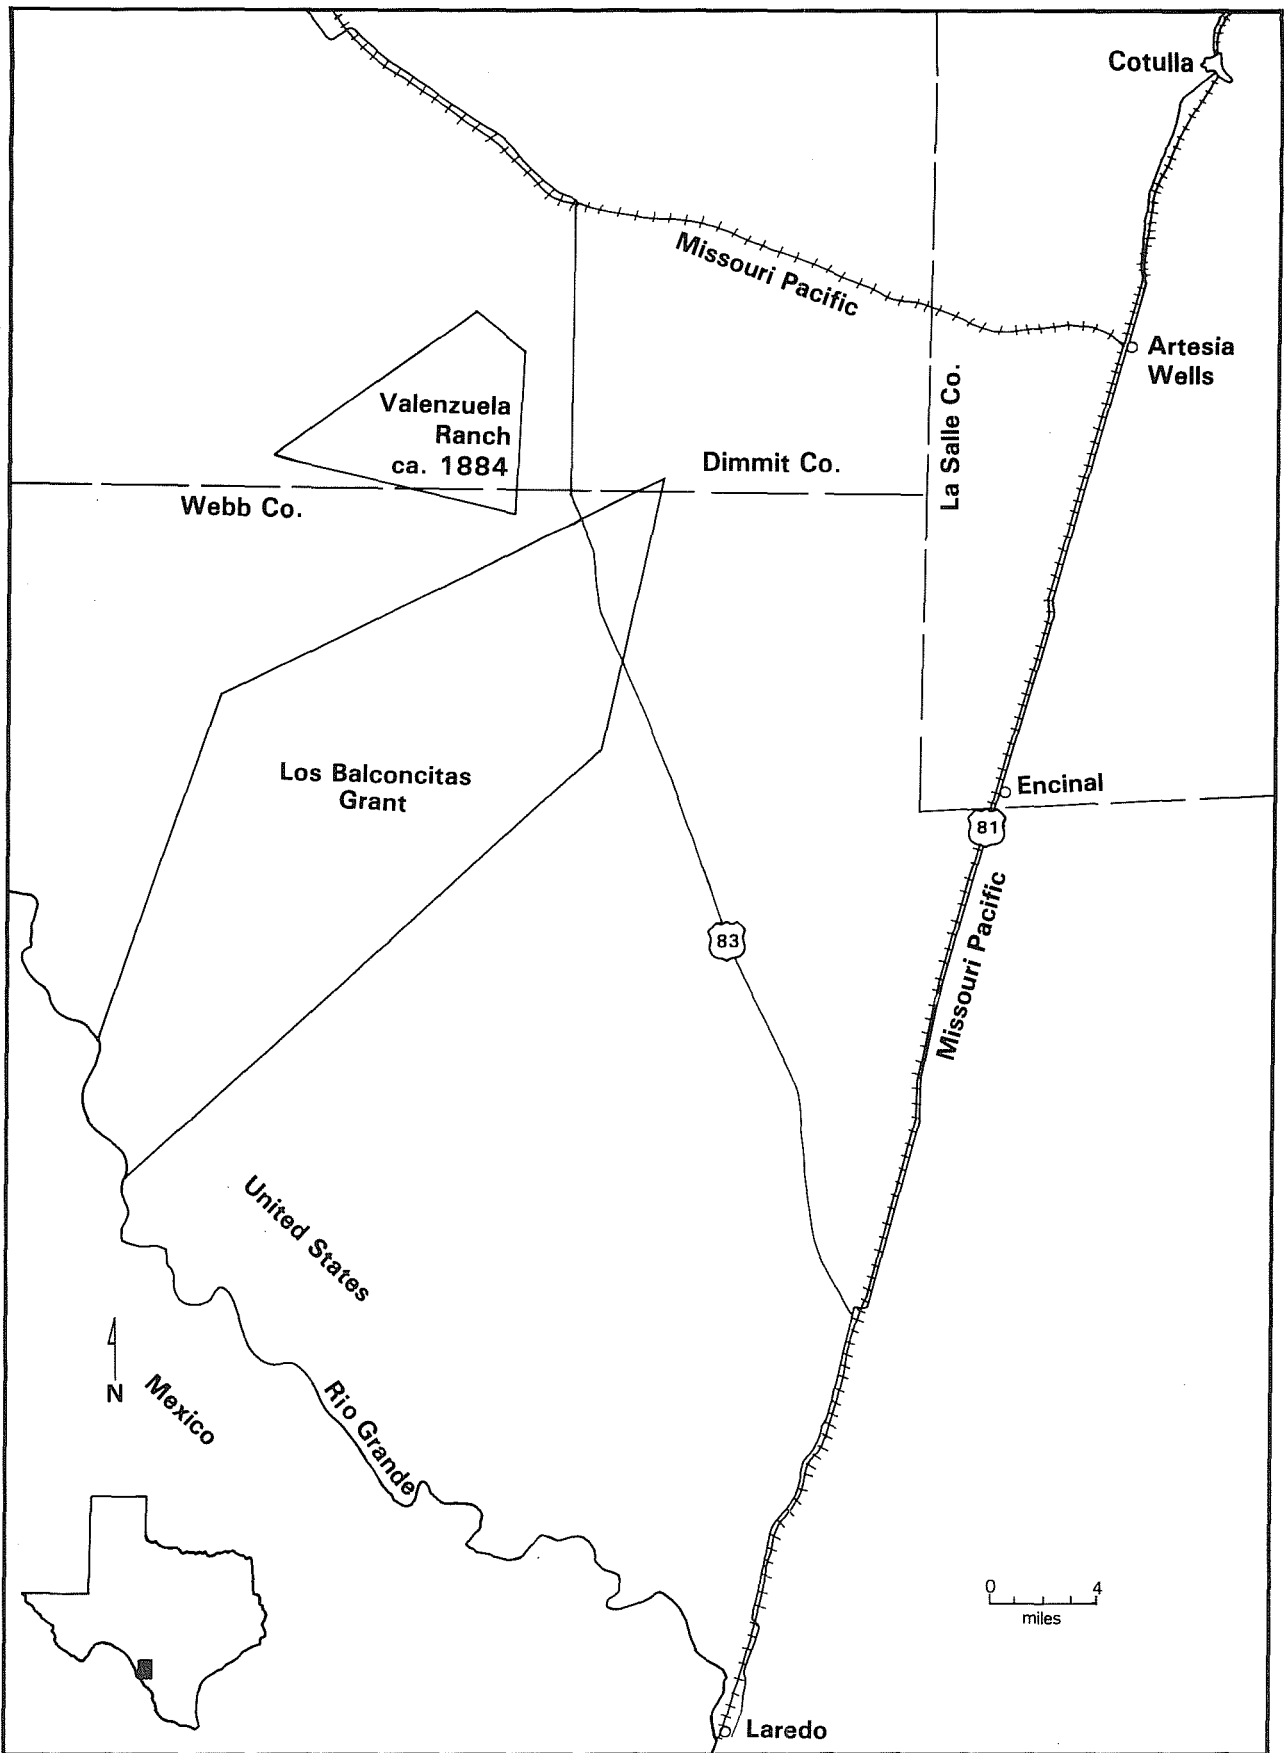 Cotulla
Missouri Pacific
Artesia
Wells
Valenzuela
Ranch
ca. 1884
La Salle Co.
Dimmit Co.
Webb Co.
Los Balconcitas
Grant
Encinal
81
Missouri Pacific
83
United States
N
Mexico
Rio Grande
0 4
miles
Laredo